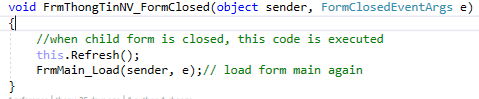 void FrmThongTinNV_FormClosed(object sender, FormClosedEventArgs e)
{
//when child form is closed, this code is executed
this.Refresh();
FrmMain_Load(sender, e);// load form main again
}